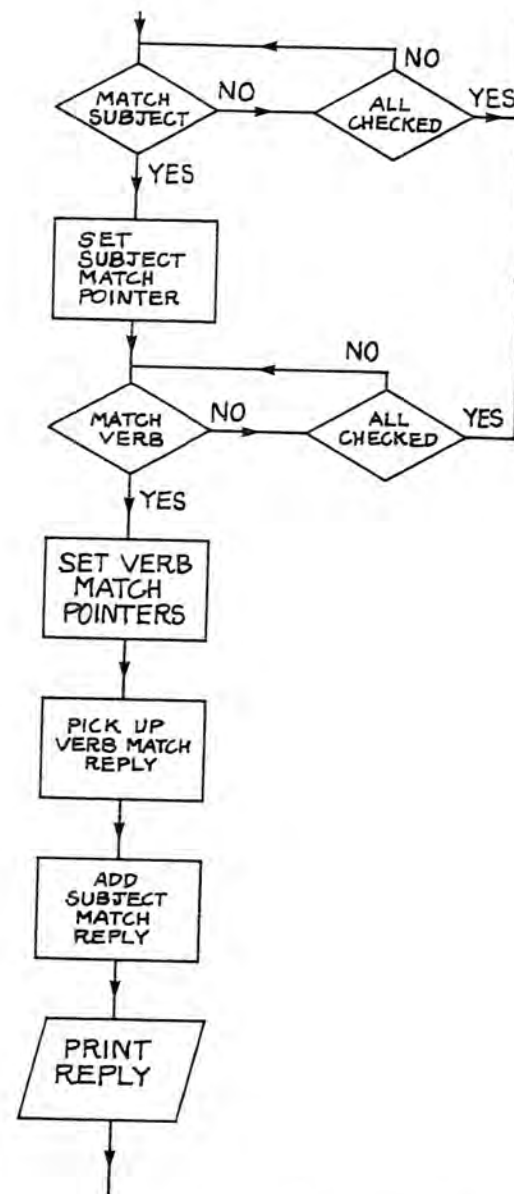 NO
MATCH
SUBJECT
NO
ALL
CHECKED
YES
YES
SET
SUBJECT
MATCH
POINTER
NO
MATCH
VERB
NO
ALL
CHECKED
YES
YES
SET VERB
MATCH
POINTERS
PICK UP
VERB MATCH
REPLY
ADD
SUBJECT
MATCH
REPLY
PRINT
REPLY